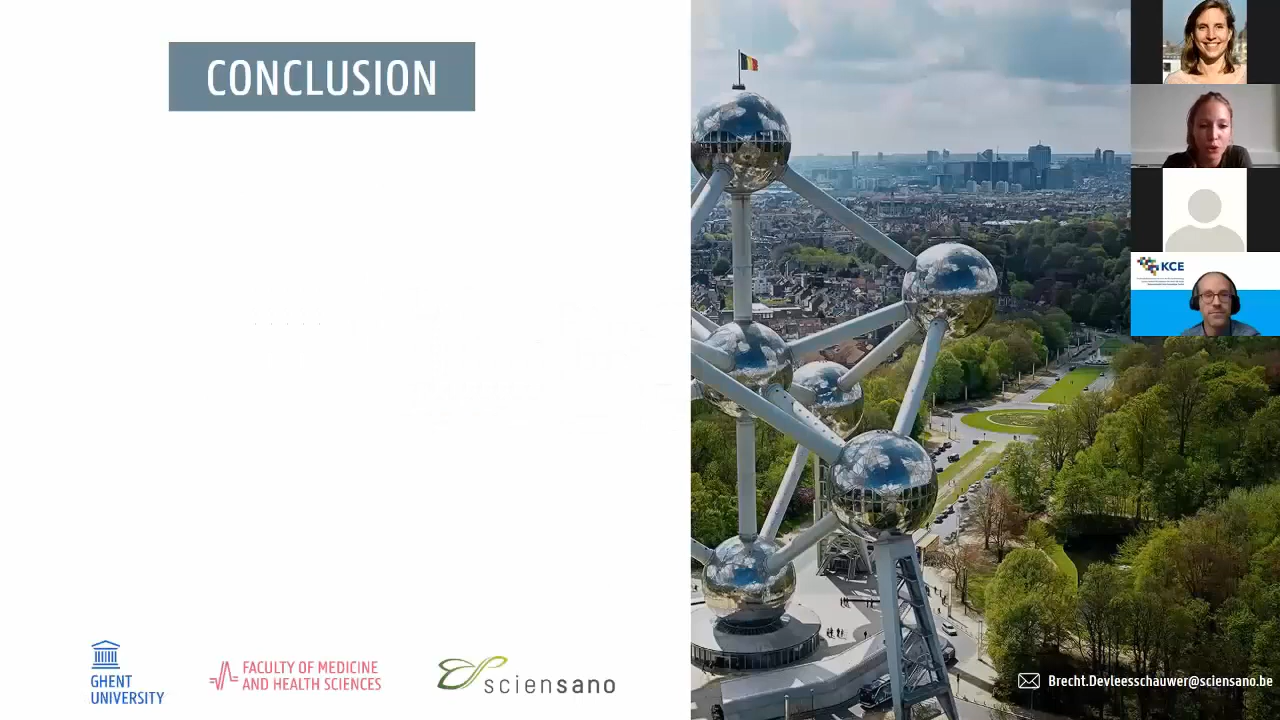 CONCLUSION
KCE
GHENT
UNIVERSITY
FACULTY OF MEDICINE
AND HEALTH SCIENCES
sciensano
Brecht.Devleesschauwer@sciensano.be